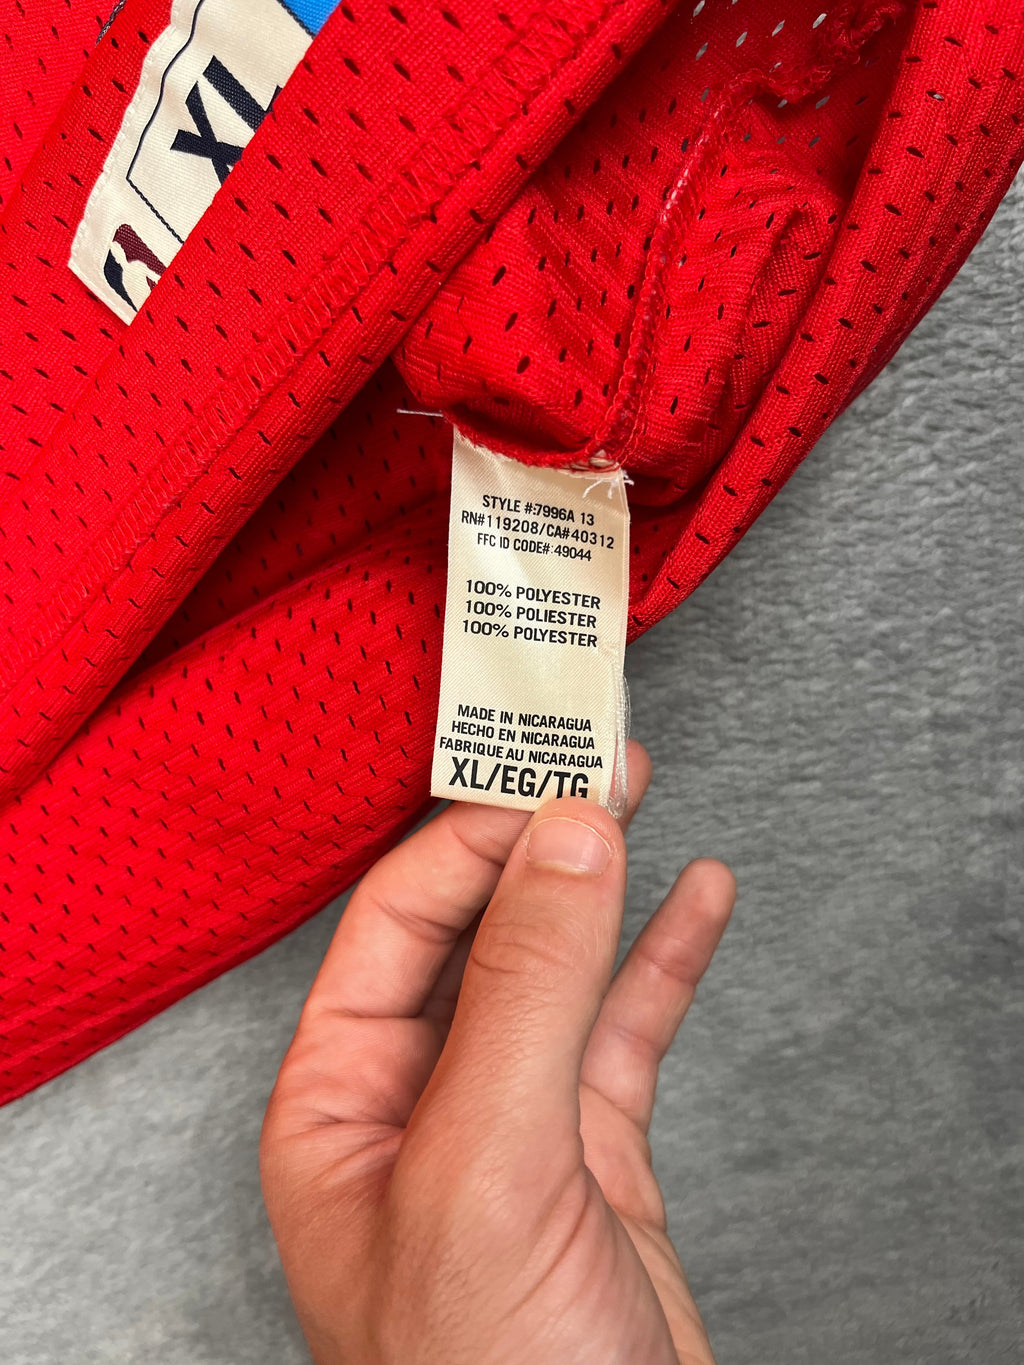 XL
STYLE #:7996A 13
RN#119208/CA#40312
FFC ID CODE#:49044
100% POLYESTER
100% POLIESTER
100% POLYESTER
MADE IN NICARAGUA
HECHO EN NICARAGUA
FABRIQUE AU NICARAGUA
XL/EG/TG